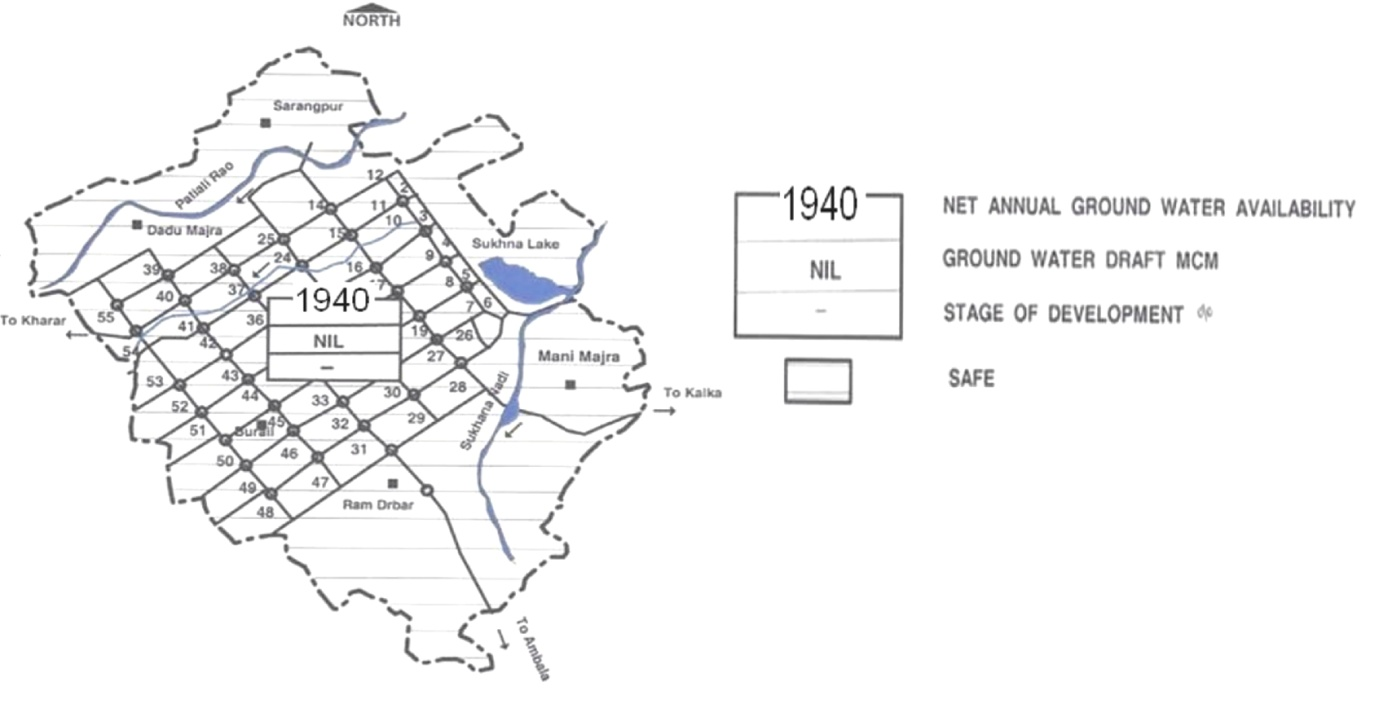 NORTH
Sarangpur
Patiali Rao
Dadu Majra
12
2
14
11
3
10
25
15
4
Sukhna Lake
24
9
39
38
16
5
8
40
37
7
7
6
1940
55
To Kharar
41
36
19
26
NIL
42
27
Mani Majra
54
–
53
43
28
To Kalka
44
33
30
52
Sukhana Nadi
45
32
29
51
Burail
46
31
50
49
47
Ram Drbar
48
To Ambala
1940
NET ANNUAL GROUND WATER AVAILABILITY
NIL
GROUND WATER DRAFT MCM
–
STAGE OF DEVELOPMENT
SAFE